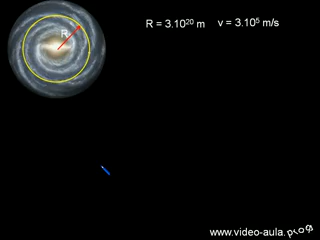 R
R = 3.10²⁰ m
v = 3.10⁵ m/s
www.video-aula.